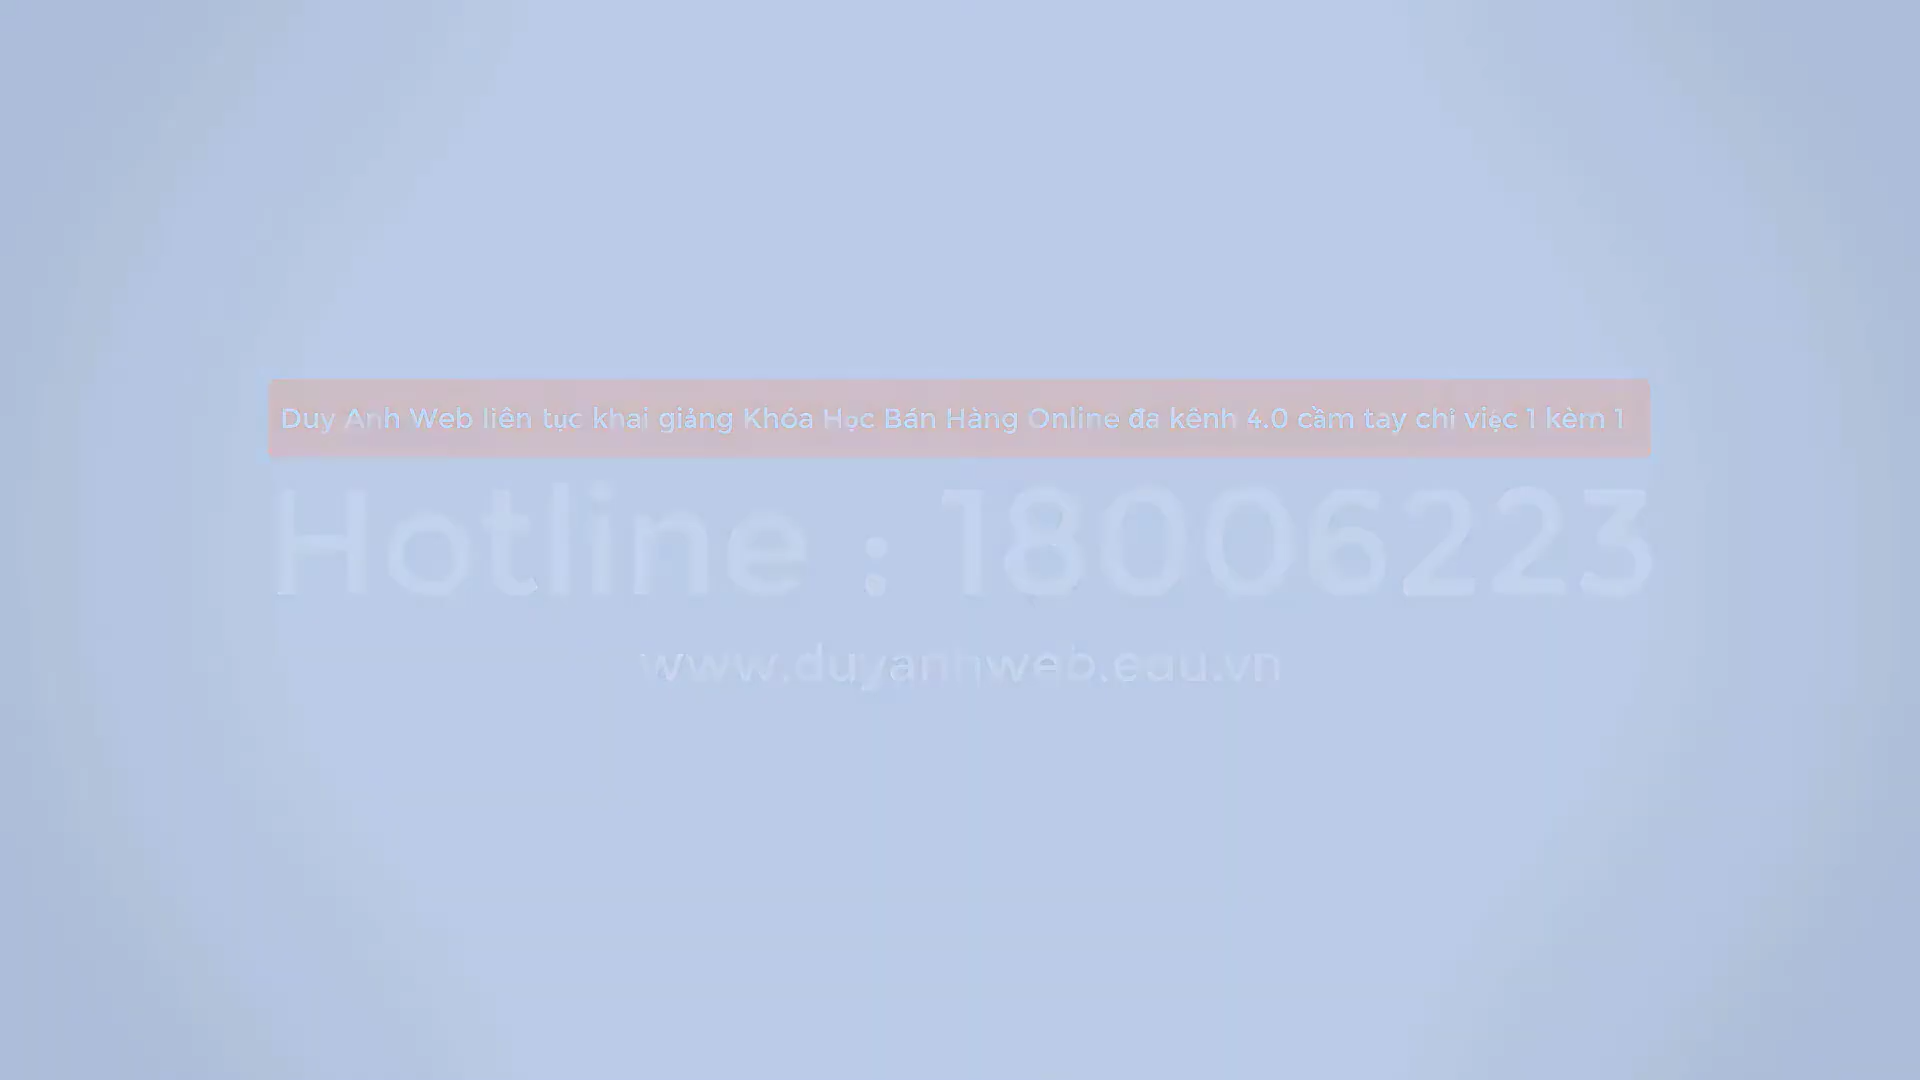 Duy Anh Web liên tục khai giảng Khóa Học Bán Hàng Online đa kênh 4.0 cầm tay chỉ việc 1 kèm 1
Hotline : 18006223
www.duyanhweb.edu.vn